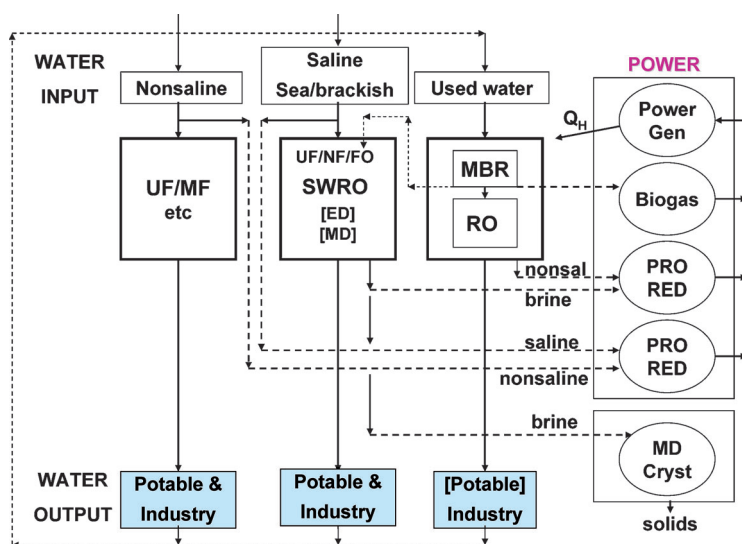 WATER
INPUT
Nonsaline
Saline
Sea/brackish
Used water
POWER
UF/MF
etc
UF/NF/FO
SWRO
[ED]
[MD]
MBR
RO
QH
Power
Gen
Biogas
nonsal
brine
PRO
RED
saline
nonsaline
PRO
RED
brine
MD
Cryst
solids
WATER
OUTPUT
Potable &
Industry
Potable &
Industry
[Potable]
Industry